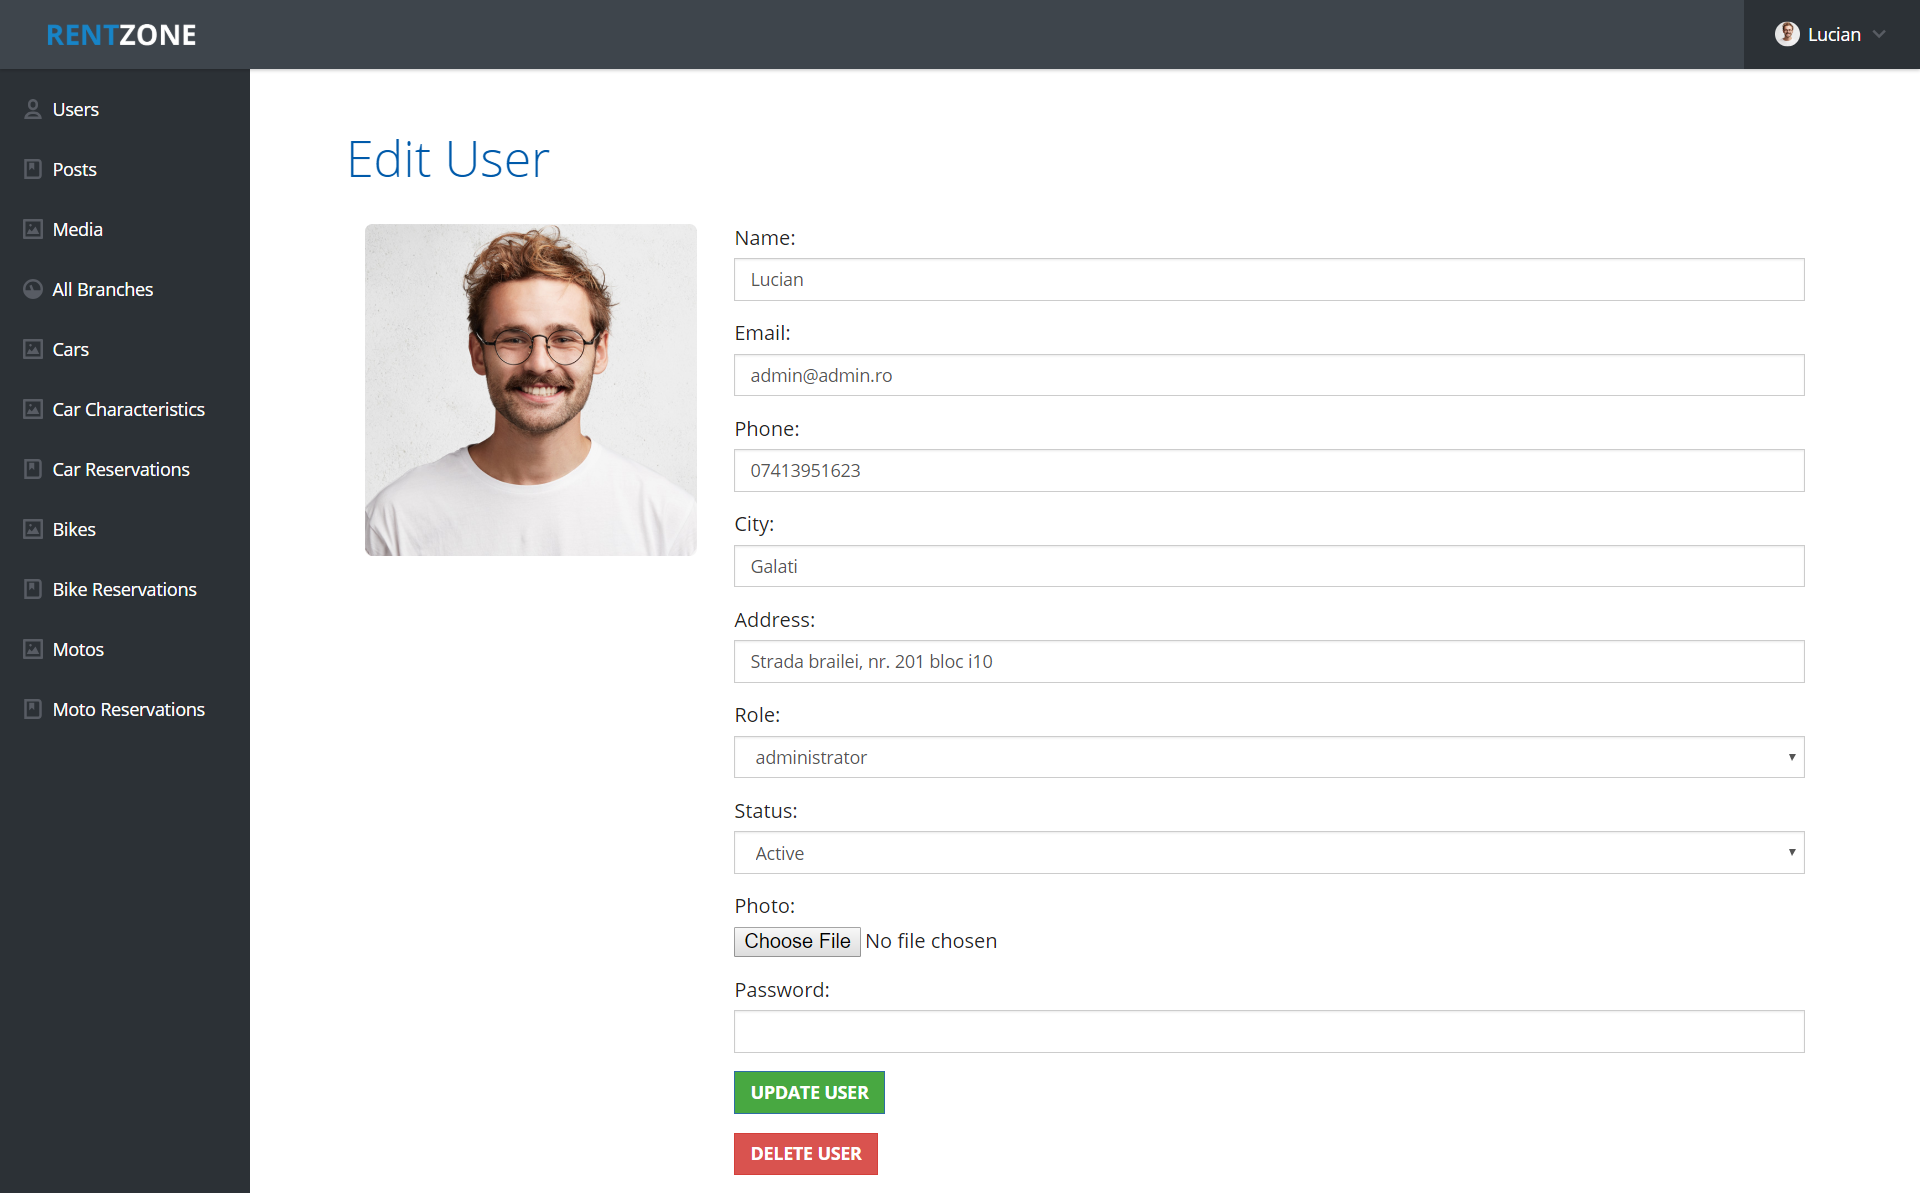 RENTZONE
Lucian
Users
Posts
Media
All Branches
Cars
Car Characteristics
Car Reservations
Bikes
Bike Reservations
Motos
Moto Reservations
Edit User
Name:
Lucian
Email:
admin@admin.ro
Phone:
07413951623
City:
Galati
Address:
Strada brailei, nr. 201 bloc i10
Role:
administrator
Status:
Active
Photo:
Choose File No file chosen
Password:
UPDATE USER
DELETE USER